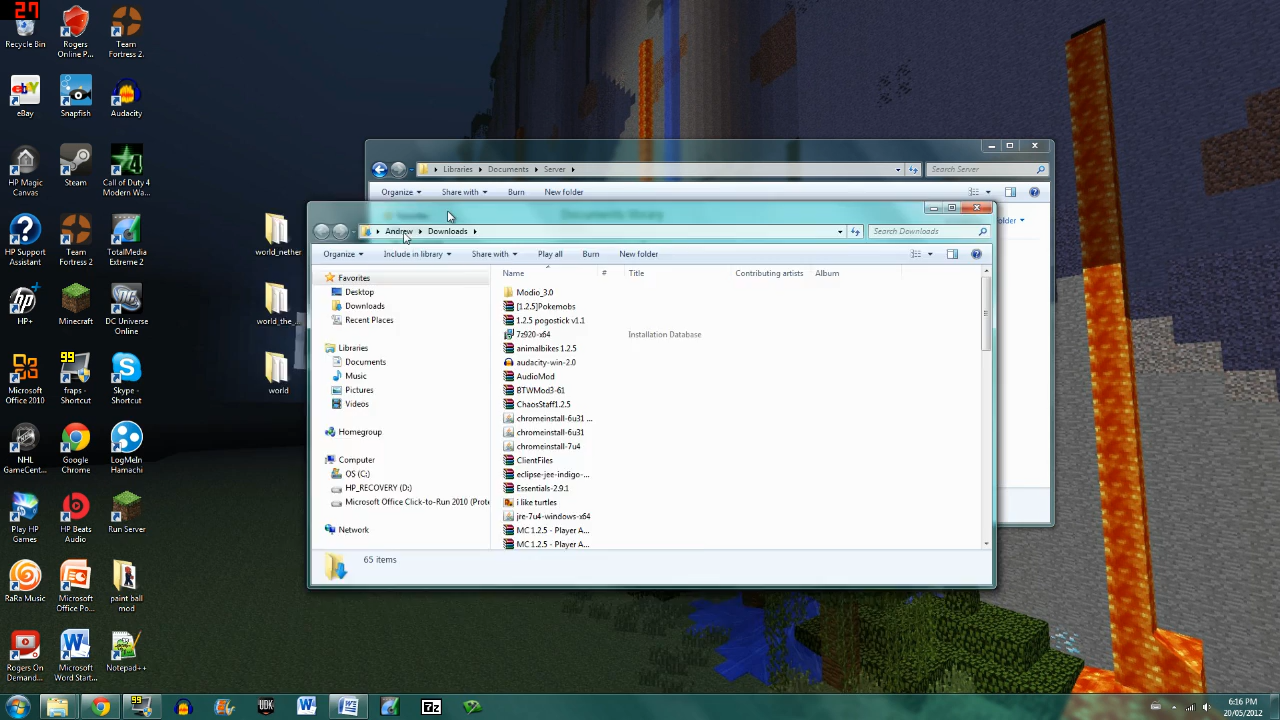 27
Recycle Bin
Rogers Online P...
Team Fortress 2.
eBay
Snapfish
Audacity
HP Magic Canvas
Steam
Call of Duty 4 Modern Wa...
HP Support Assistant
Team Fortress 2
TotalMedia Extreme 2
HP+
Minecraft
DC Universe Online
Microsoft Office 2010
99
fraps - Shortcut
Skype - Shortcut
NHL GameCent...
Google Chrome
LogMeIn Hamachi
Play HP Games
HP Beats Audio
Run Server
RaRa Music
Microsoft Office Po...
paint ball mod
Rogers On Demand...
Microsoft Word Start...
Notepad++
world_nether
world_the_
world
Libraries
Documents
Server
Search Server
Organize
Share with
Burn
New folder
Documents library
older
Andrew
Downloads
Search Downloads
Organize
Include in library
Share with
Play all
Burn
New folder
Favorites
Desktop
Downloads
Recent Places
Libraries
Documents
Music
Pictures
Videos
Homegroup
Computer
OS (C:)
HP_RECOVERY (D:)
Microsoft Office Click-to-Run 2010 (Prote
Network
Name # Title Contributing artists Album
Modio_3.0
[1.2.5]Pokemobs
1.2.5 pogostick v1.1
7z920-x64 Installation Database
animalbikes 1.2.5
audacity-win-2.0
AudioMod
BTWMod3-61
ChaosStaff1.2.5
chromeinstall-6u31 ...
chromeinstall-6u31
chromeinstall-7u4
ClientFiles
eclipse-jee-indigo-...
Essentials-2.9.1
i like turtles
jre-7u4-windows-x64
MC 1.2.5 - Player A...
MC 1.2.5 - Player A...
65 items
99
UDK
W
7z
6:16 PM
20/05/2012